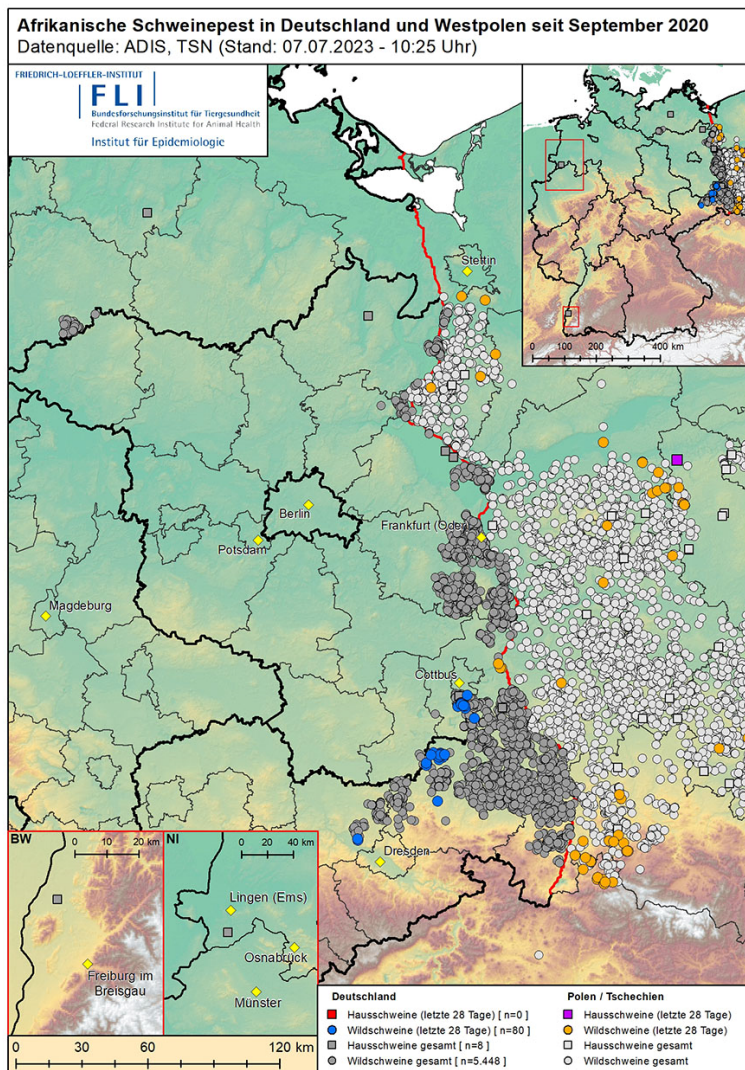 Afrikanische Schweinepest in Deutschland und Westpolen seit September 2020
Datenquelle: ADIS, TSN (Stand: 07.07.2023 - 10:25 Uhr)
FRIEDRICH-LOEFFLER-INSTITUT
FLI
Bundesforschungsinstitut für Tiergesundheit
Federal Research Institute for Animal Health
Institut für Epidemiologie
0 100 200 400 km
Stettin
Berlin
Potsdam
Frankfurt (Oder)
Magdeburg
Cottbus
Dresden
BW
0 10 20 km
Freiburg im
Breisgau
NI
0 20 40 km
Lingen (Ems)
Osnabrück
Münster
0 30 60 120 km
Deutschland
Hausschweine (letzte 28 Tage) [ n=0 ]
Wildschweine (letzte 28 Tage) [ n=80 ]
Hausschweine gesamt [ n=8 ]
Wildschweine gesamt [ n=5.448 ]
Polen / Tschechien
Hausschweine (letzte 28 Tage)
Wildschweine (letzte 28 Tage)
Hausschweine gesamt
Wildschweine gesamt